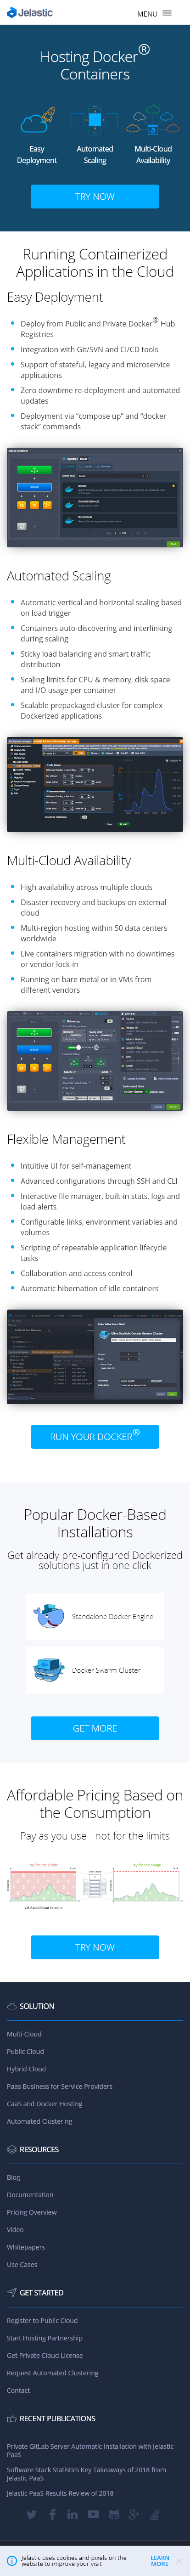 Jelastic
MENU
Hosting Docker®
Containers
Easy
Deployment
Automated
Scaling
Multi-Cloud
Availability
TRY NOW
Running Containerized
Applications in the Cloud
Easy Deployment
Deploy from Public and Private Docker® Hub
Registries
Integration with Git/SVN and CI/CD tools
Support of stateful, legacy and microservice
applications
Zero downtime re-deployment and automated
updates
Deployment via “compose up” and “docker
stack” commands
Automated Scaling
Automatic vertical and horizontal scaling based
on load trigger
Containers auto-discovering and interlinking
during scaling
Sticky load balancing and smart traffic
distribution
Scaling limits for CPU & memory, disk space
and I/O usage per container
Scalable prepackaged cluster for complex
Dockerized applications
Multi-Cloud Availability
High availability across multiple clouds
Disaster recovery and backups on external
cloud
Multi-region hosting within 50 data centers
worldwide
Live containers migration with no downtimes
or vendor lock-in
Running on bare metal or in VMs from
different vendors
Flexible Management
Intuitive UI for self-management
Advanced configurations through SSH and CLI
Interactive file manager, built-in stats, logs and
load alerts
Configurable links, environment variables and
volumes
Scripting of repeatable application lifecycle
tasks
Collaboration and access control
Automatic hibernation of idle containers
RUN YOUR DOCKER®
Popular Docker-Based
Installations
Get already pre-configured Dockerized
solutions just in one click
Standalone Docker Engine
Docker Swarm Cluster
GET MORE
Affordable Pricing Based on
the Consumption
Pay as you use - not for the limits
TRY NOW
SOLUTION
Multi-Cloud
Public Cloud
Hybrid Cloud
Paas Business for Service Providers
CaaS and Docker Hosting
Automated Clustering
RESOURCES
Blog
Documentation
Pricing Overview
Video
Whitepapers
Use Cases
GET STARTED
Register to Public Cloud
Start Hosting Partnership
Get Private Cloud License
Request Automated Clustering
Contact
RECENT PUBLICATIONS
Private GitLab Server Automatic Installation with Jelastic
PaaS
Software Stack Statistics Key Takeaways of 2018 from
Jelastic PaaS
Jelastic PaaS Results Review of 2018
Jelastic uses cookies and pixels on the
website to improve your visit
LEARN
MORE